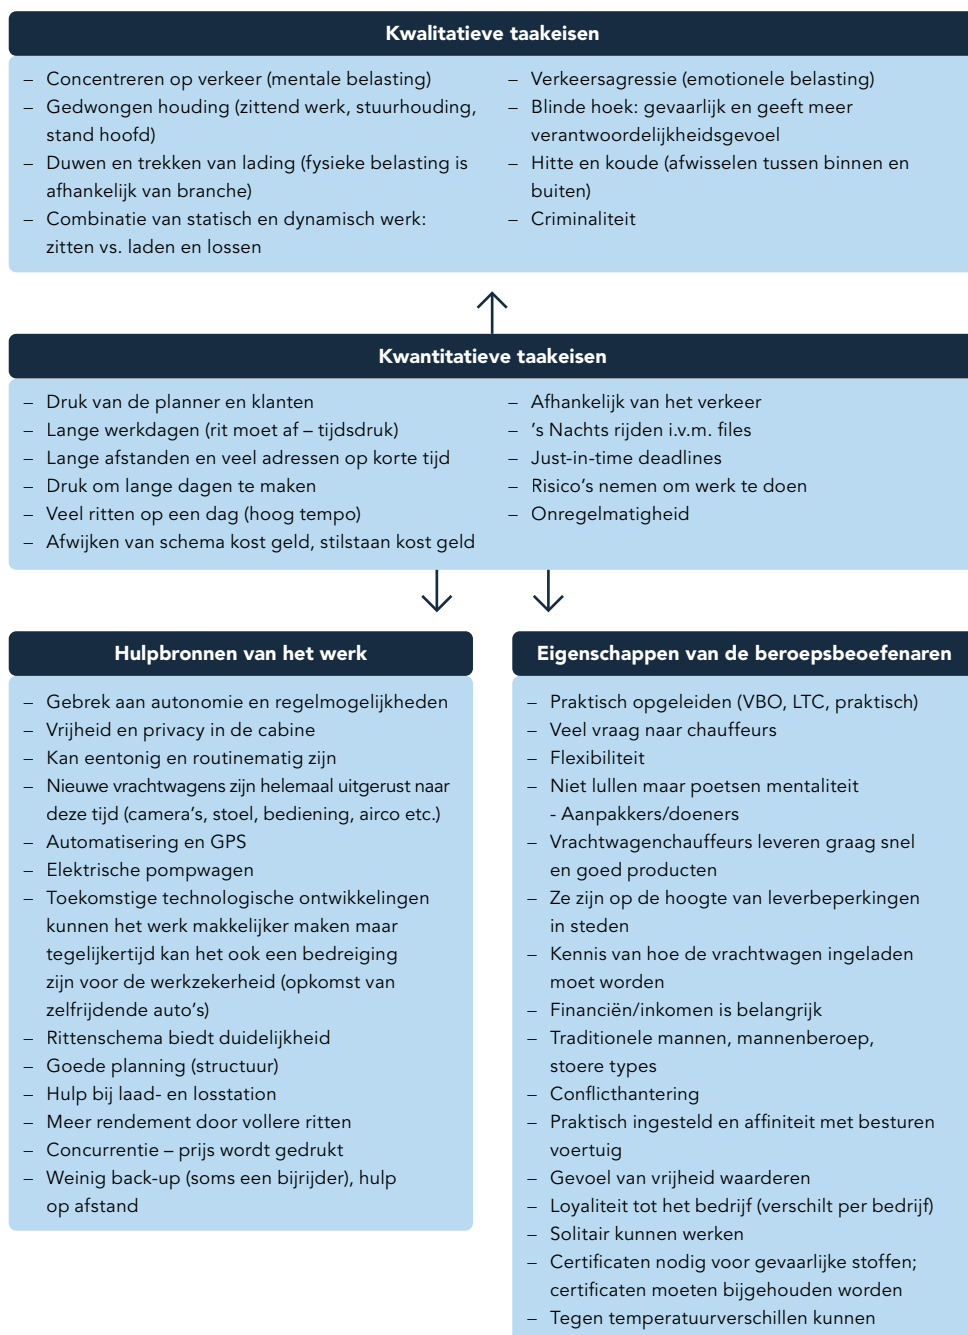 Kwalitatieve taakeisen
– Concentreren op verkeer (mentale belasting)
– Gedwongen houding (zittend werk, stuurhouding,
stand hoofd)
– Duwen en trekken van lading (fysieke belasting is
afhankelijk van branche)
– Combinatie van statisch en dynamisch werk:
zitten vs. laden en lossen
– Verkeersagressie (emotionele belasting)
– Blinde hoek: gevaarlijk en geeft meer
verantwoordelijkheidsgevoel
– Hitte en koude (afwisselen tussen binnen en
buiten)
– Criminaliteit
Kwantitatieve taakeisen
– Druk van de planner en klanten
– Lange werkdagen (rit moet af – tijdsdruk)
– Lange afstanden en veel adressen op korte tijd
– Druk om lange dagen te maken
– Veel ritten op een dag (hoog tempo)
– Afwijken van schema kost geld, stilstaan kost geld
– Afhankelijk van het verkeer
– 's Nachts rijden i.v.m. files
– Just-in-time deadlines
– Risico's nemen om werk te doen
– Onregelmatigheid
Hulpbronnen van het werk
– Gebrek aan autonomie en regelmogelijkheden
– Vrijheid en privacy in de cabine
– Kan eentonig en routinematig zijn
– Nieuwe vrachtwagens zijn helemaal uitgerust naar
deze tijd (camera's, stoel, bediening, airco etc.)
– Automatisering en GPS
– Elektrische pompwagen
– Toekomstige technologische ontwikkelingen
kunnen het werk makkelijker maken maar
tegelijkertijd kan het ook een bedreiging
zijn voor de werkzekerheid (opkomst van
zelfrijdende auto's)
– Rittenschema biedt duidelijkheid
– Goede planning (structuur)
– Hulp bij laad- en losstation
– Meer rendement door vollere ritten
– Concurrentie – prijs wordt gedrukt
– Weinig back-up (soms een bijrijder), hulp
op afstand
Eigenschappen van de beroepsbeoefenaren
– Praktisch opgeleiden (VBO, LTC, praktisch)
– Veel vraag naar chauffeurs
– Flexibiliteit
– Niet lullen maar poetsen mentaliteit
- Aanpakkers/doeners
– Vrachtwagenchauffeurs leveren graag snel
en goed producten
– Ze zijn op de hoogte van leverbeperkingen
in steden
– Kennis van hoe de vrachtwagen ingeladen
moet worden
– Financiën/inkomen is belangrijk
– Traditionele mannen, mannenberoep,
stoere types
– Conflicthantering
– Praktisch ingesteld en affiniteit met besturen
voertuig
– Gevoel van vrijheid waarderen
– Loyaliteit tot het bedrijf (verschilt per bedrijf)
– Solitair kunnen werken
– Certificaten nodig voor gevaarlijke stoffen;
certificaten moeten bijgehouden worden
– Tegen temperatuurverschillen kunnen